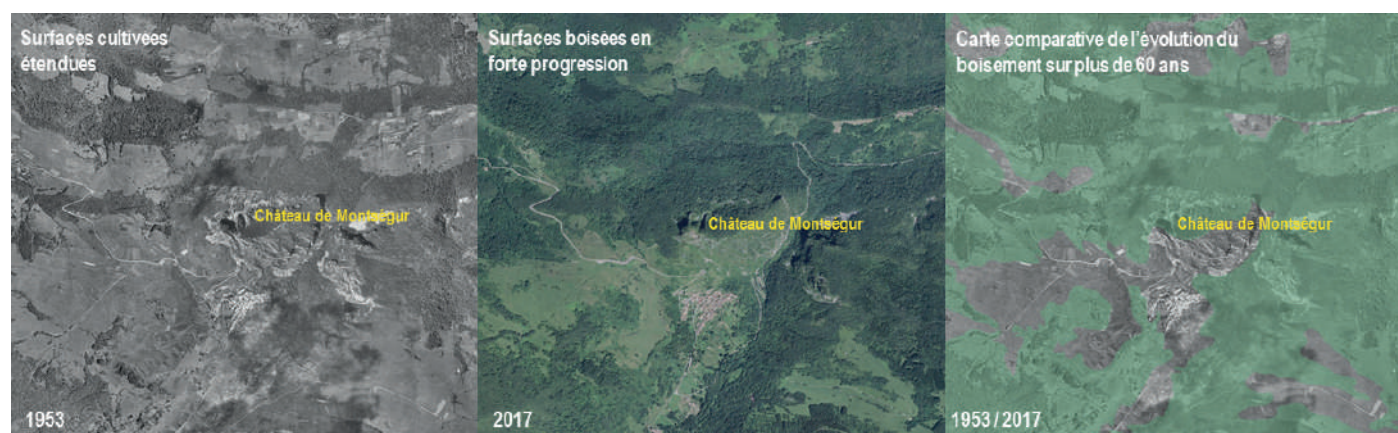 Surfaces cultivées
étendues
Château de Montségur
1953
Surfaces boisées en
forte progression
Château de Montségur
2017
Carte comparative de l'évolution du
boisement sur plus de 60 ans
Château de Montségur
1953 / 2017